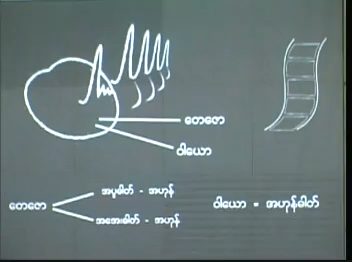 တေဇော
ဝါယော
အပူဓါတ် - အဟုန်
တေဇော
ဝါယော = အဟုန်ဓါတ်
အအေးဓါတ် - အဟုန်